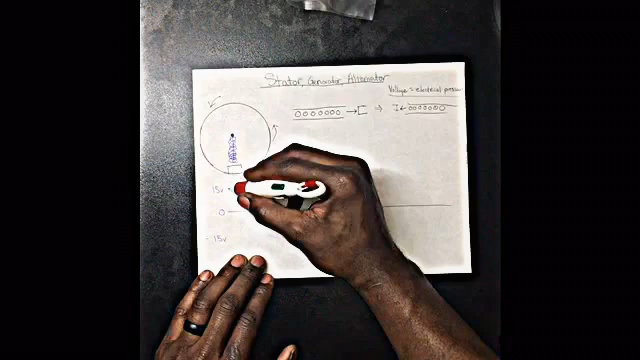 Stator, Generator, Alternator
Voltage = electrical pressure
15v
0
- 15v